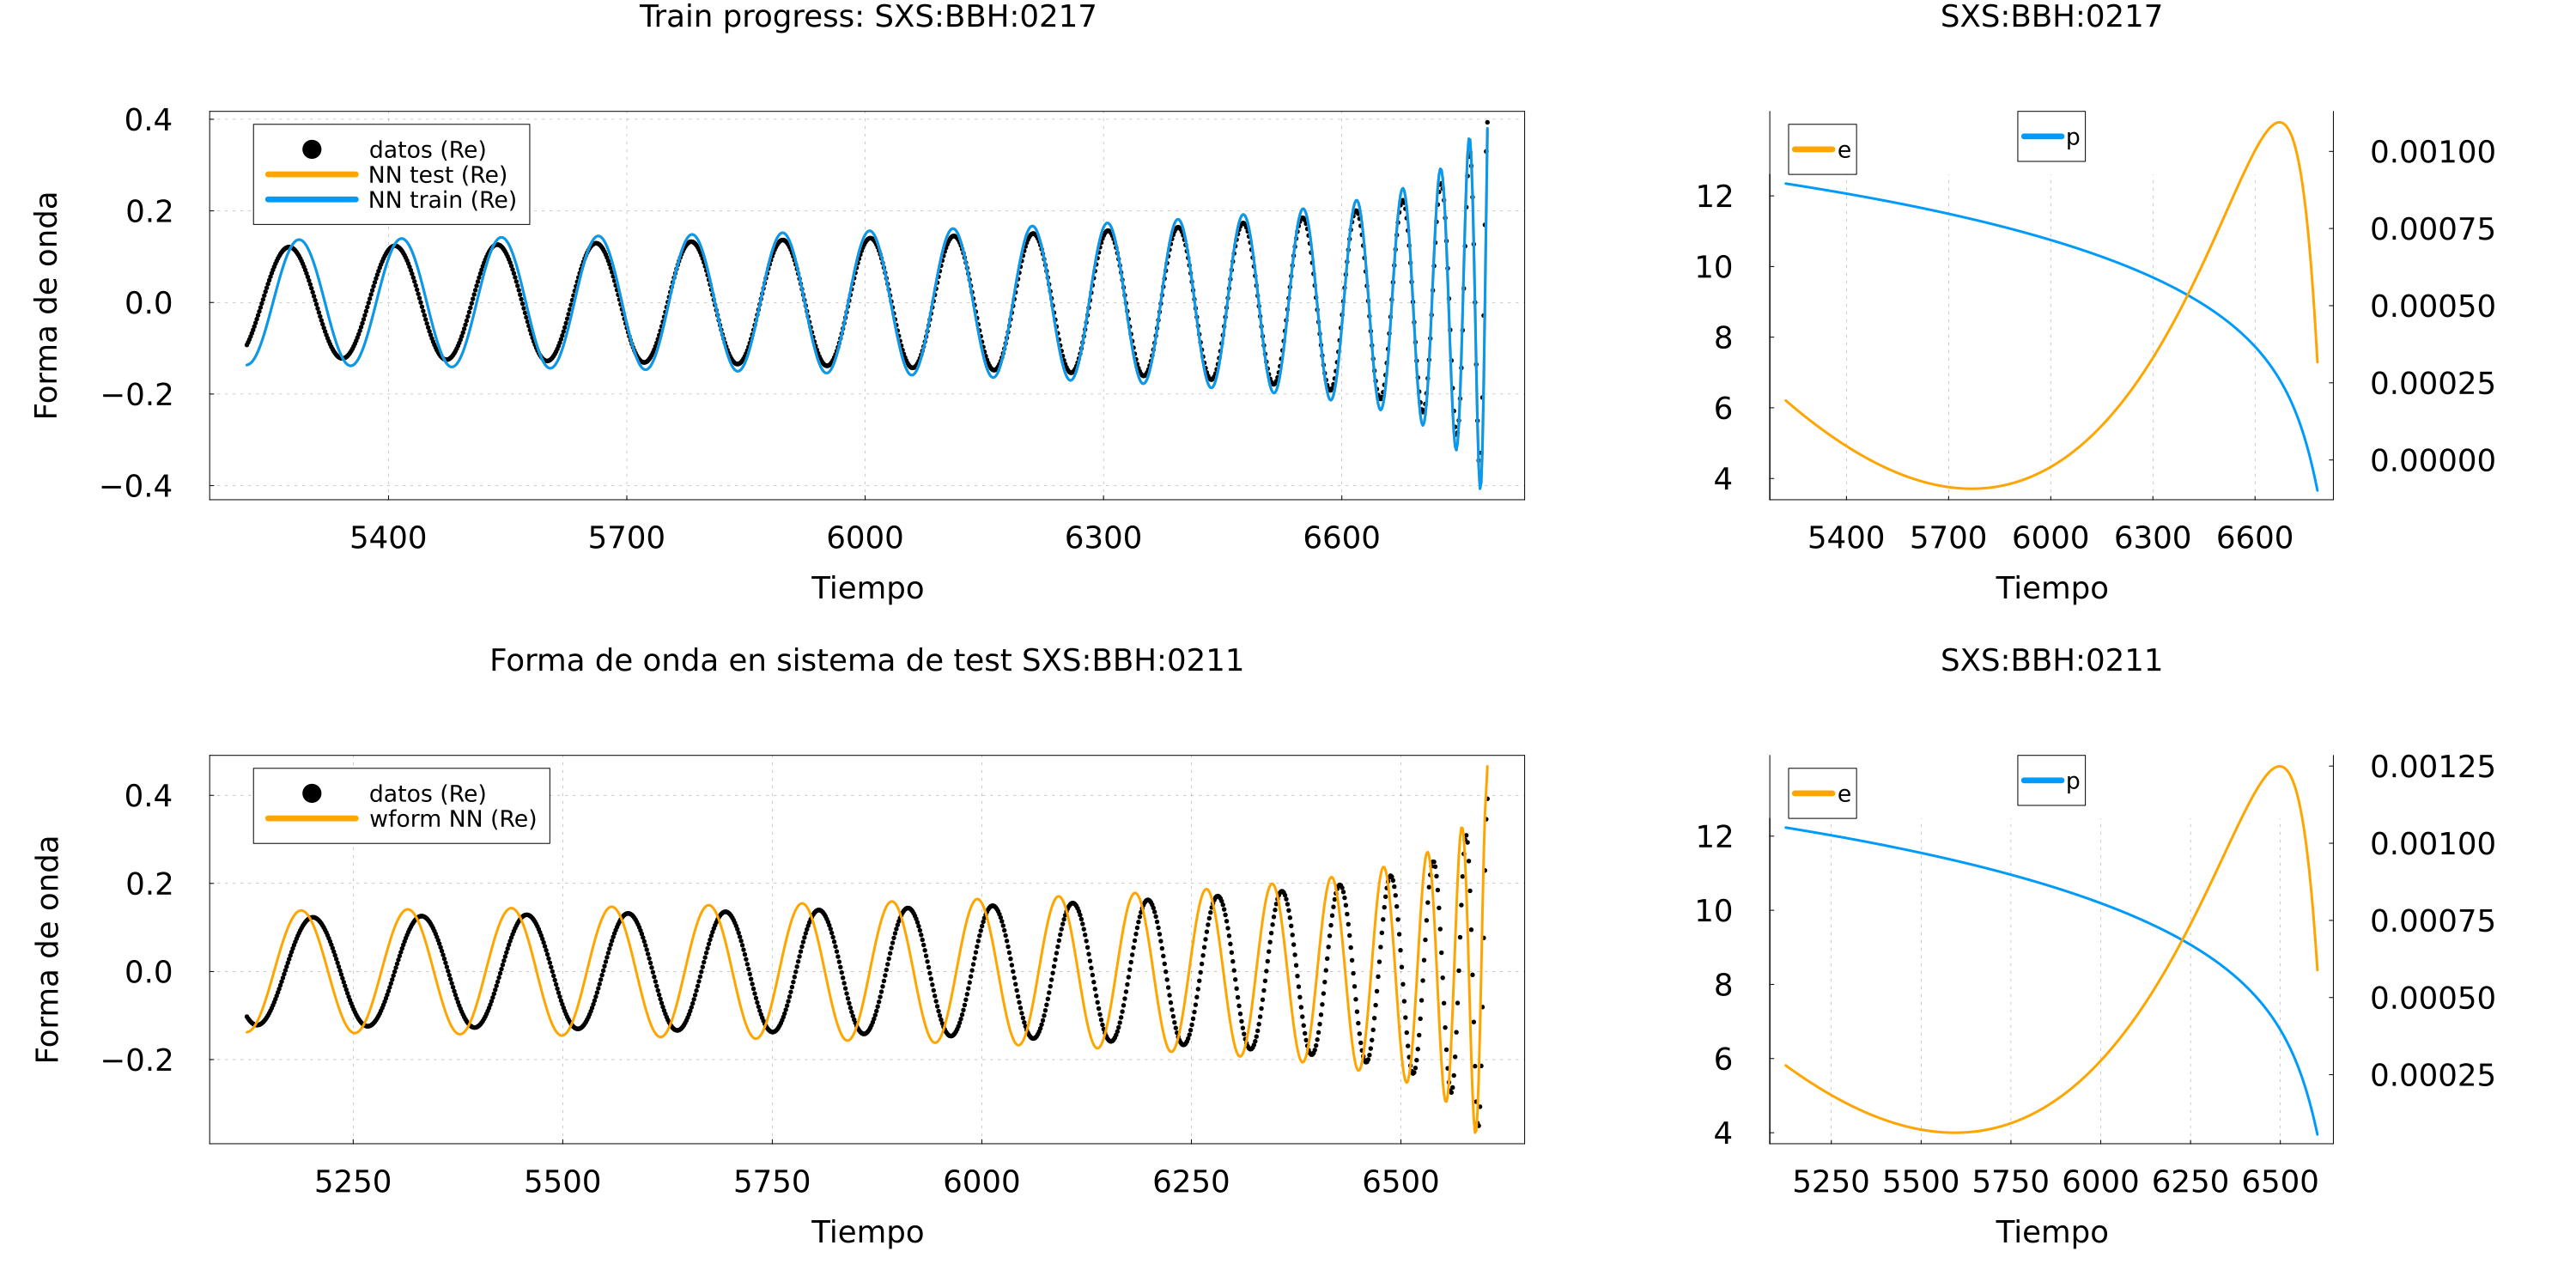 Train progress: SXS:BBH:0217
datos (Re)
NN test (Re)
NN train (Re)
Forma de onda
0.4
0.2
0.0
−0.2
−0.4
5400 5700 6000 6300 6600
Tiempo
SXS:BBH:0217
e
p
12
10
8
6
4
0.00100
0.00075
0.00050
0.00025
0.00000
5400 5700 6000 6300 6600
Tiempo
Forma de onda en sistema de test SXS:BBH:0211
datos (Re)
wform NN (Re)
Forma de onda
0.4
0.2
0.0
−0.2
5250 5500 5750 6000 6250 6500
Tiempo
SXS:BBH:0211
e
p
12
10
8
6
4
0.00125
0.00100
0.00075
0.00050
0.00025
5250 5500 5750 6000 6250 6500
Tiempo